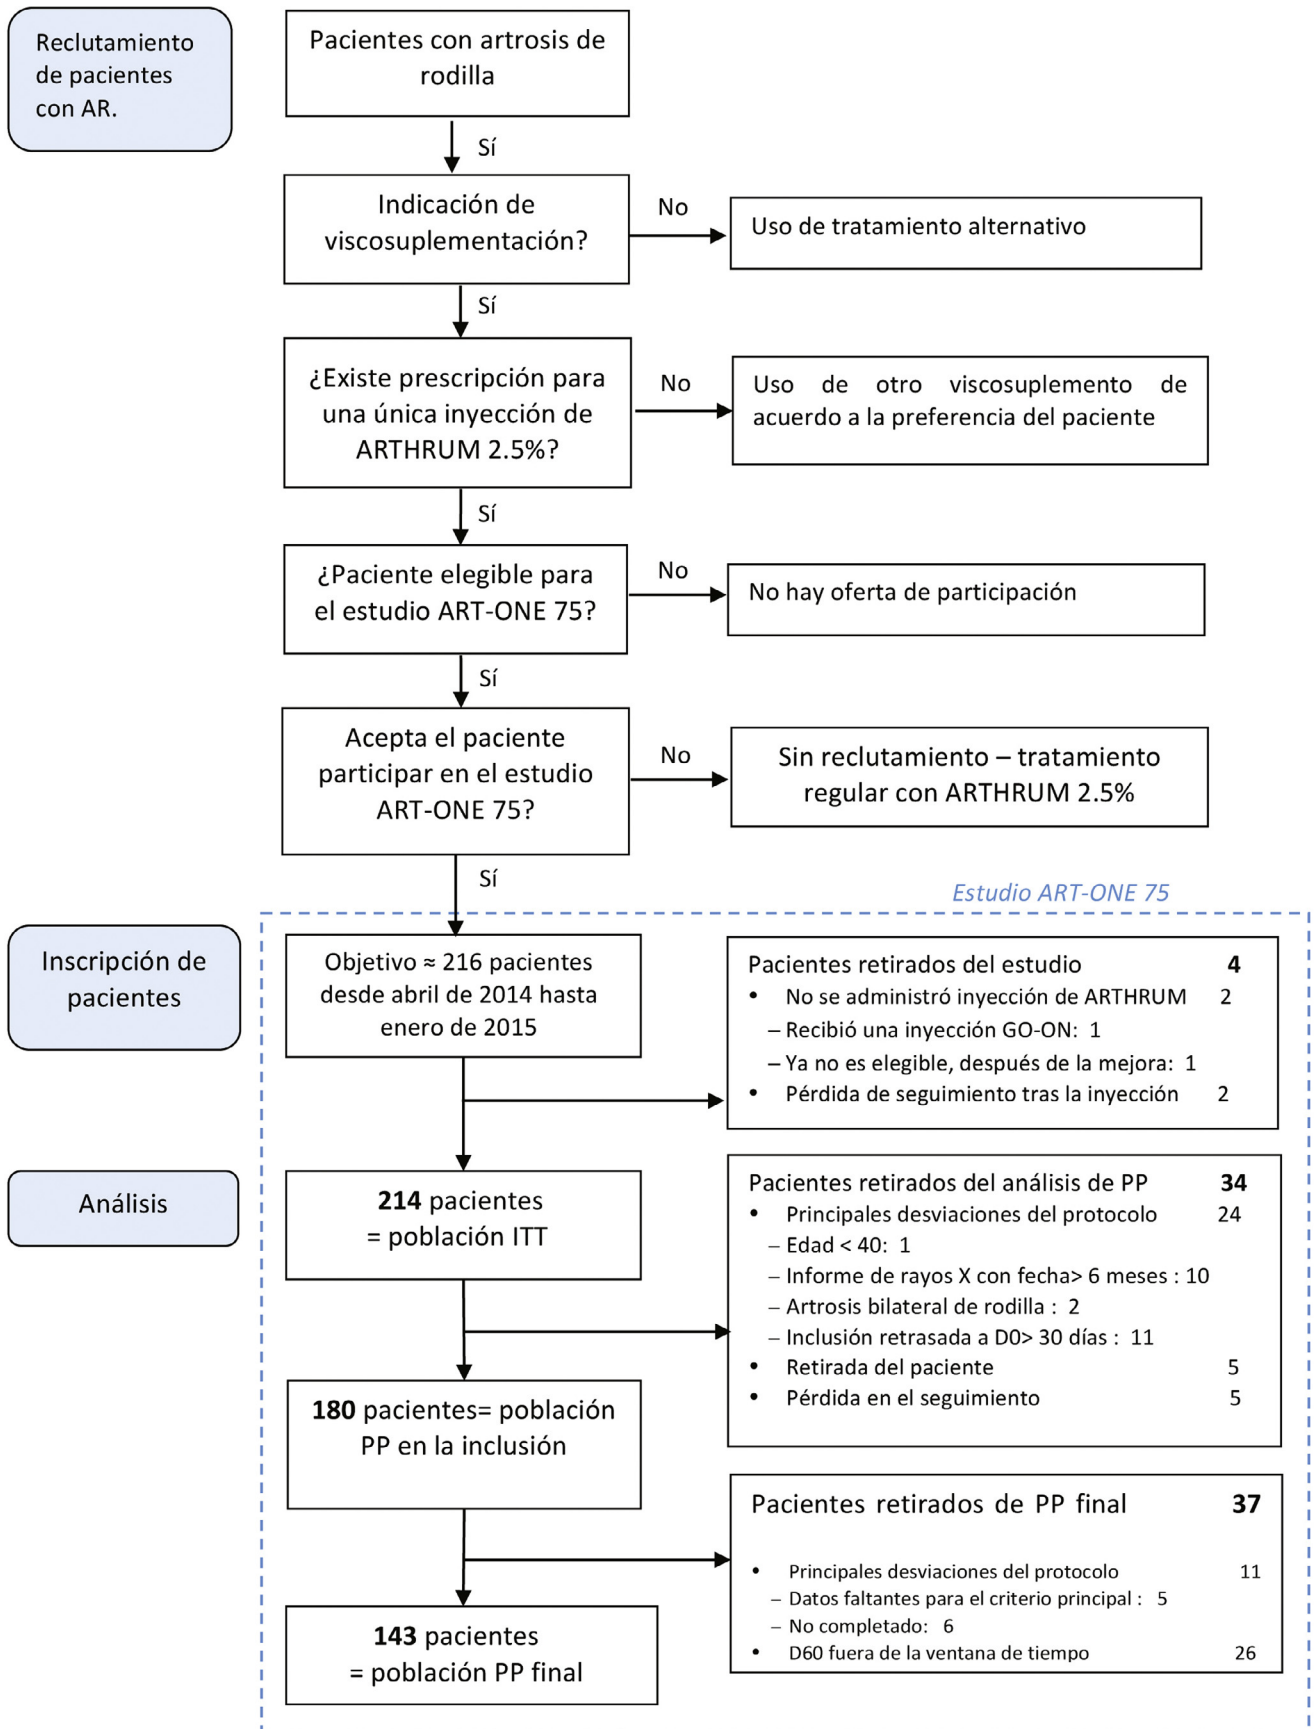 Reclutamiento
de pacientes
con AR.
Pacientes con artrosis de
rodilla
Sí
Indicación de
viscosuplementación?
No
Uso de tratamiento alternativo
Sí
¿Existe prescripción para
una única inyección de
ARTHRUM 2.5%?
No
Uso de otro viscosuplemento de
acuerdo a la preferencia del paciente
Sí
¿Paciente elegible para
el estudio ART-ONE 75?
No
No hay oferta de participación
Sí
Acepta el paciente
participar en el estudio
ART-ONE 75?
No
Sin reclutamiento – tratamiento
regular con ARTHRUM 2.5%
Sí
Estudio ART-ONE 75
Inscripción de
pacientes
Objetivo ≈ 216 pacientes
desde abril de 2014 hasta
enero de 2015
Pacientes retirados del estudio 4
• No se administró inyección de ARTHRUM 2
– Recibió una inyección GO-ON: 1
– Ya no es elegible, después de la mejora: 1
• Pérdida de seguimiento tras la inyección 2
Análisis
214 pacientes
= población ITT
Pacientes retirados del análisis de PP 34
• Principales desviaciones del protocolo 24
– Edad < 40: 1
– Informe de rayos X con fecha> 6 meses : 10
– Artrosis bilateral de rodilla : 2
– Inclusión retrasada a D0> 30 días : 11
• Retirada del paciente 5
• Pérdida en el seguimiento 5
180 pacientes= población
PP en la inclusión
Pacientes retirados de PP final 37
• Principales desviaciones del protocolo 11
– Datos faltantes para el criterio principal : 5
– No completado: 6
• D60 fuera de la ventana de tiempo 26
143 pacientes
= población PP final